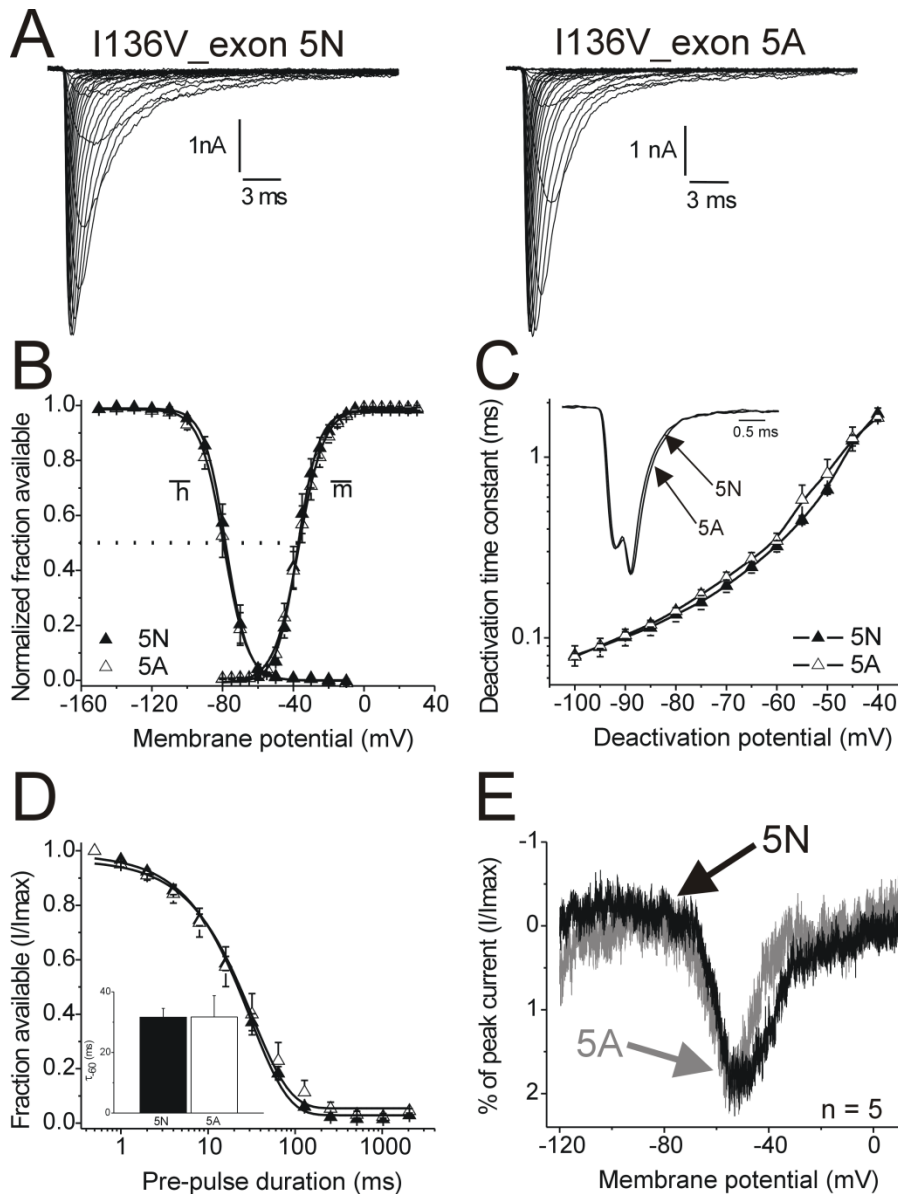 A
I136V_exon 5N
I136V_exon 5A
1nA
3 ms
1 nA
3 ms
B
Normalized fraction available
1.0
0.8
0.6
0.4
0.2
0.0
h
m
5N
5A
-160 -120 -80 -40 0 40
Membrane potential (mV)
C
Deactivation time constant (ms)
1
0.1
0.5 ms
5N
5A
5N
5A
-100 -90 -80 -70 -60 -50 -40
Deactivation potential (mV)
D
Fraction available (I/Imax)
1.0
0.8
0.6
0.4
0.2
0.0
τ-60 (ms)
40
20
0
5N 5A
1 10 100 1000
Pre-pulse duration (ms)
E
% of peak current (I/Imax)
-1
0
1
2
5N
5A
n = 5
-120 -80 -40 0
Membrane potential (mV)